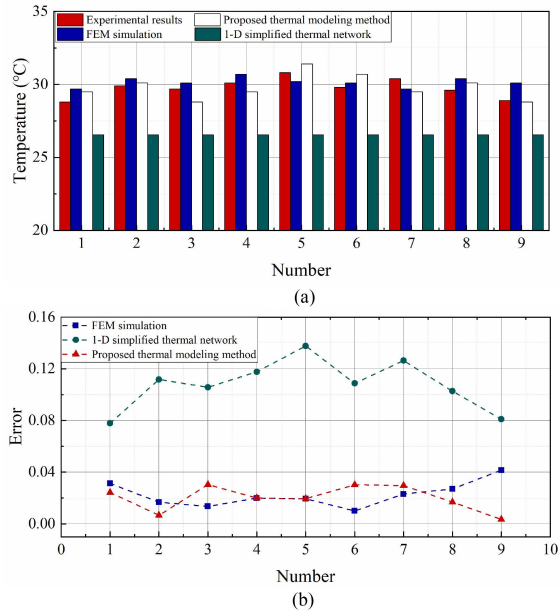 35
30
25
20
Temperature (℃)
Experimental results
FEM simulation
Proposed thermal modeling method
1-D simplified thermal network
1 2 3 4 5 6 7 8 9
Number
(a)
0.16
0.12
0.08
0.04
0.00
Error
FEM simulation
1-D simplified thermal network
Proposed thermal modeling method
0 1 2 3 4 5 6 7 8 9 10
Number
(b)